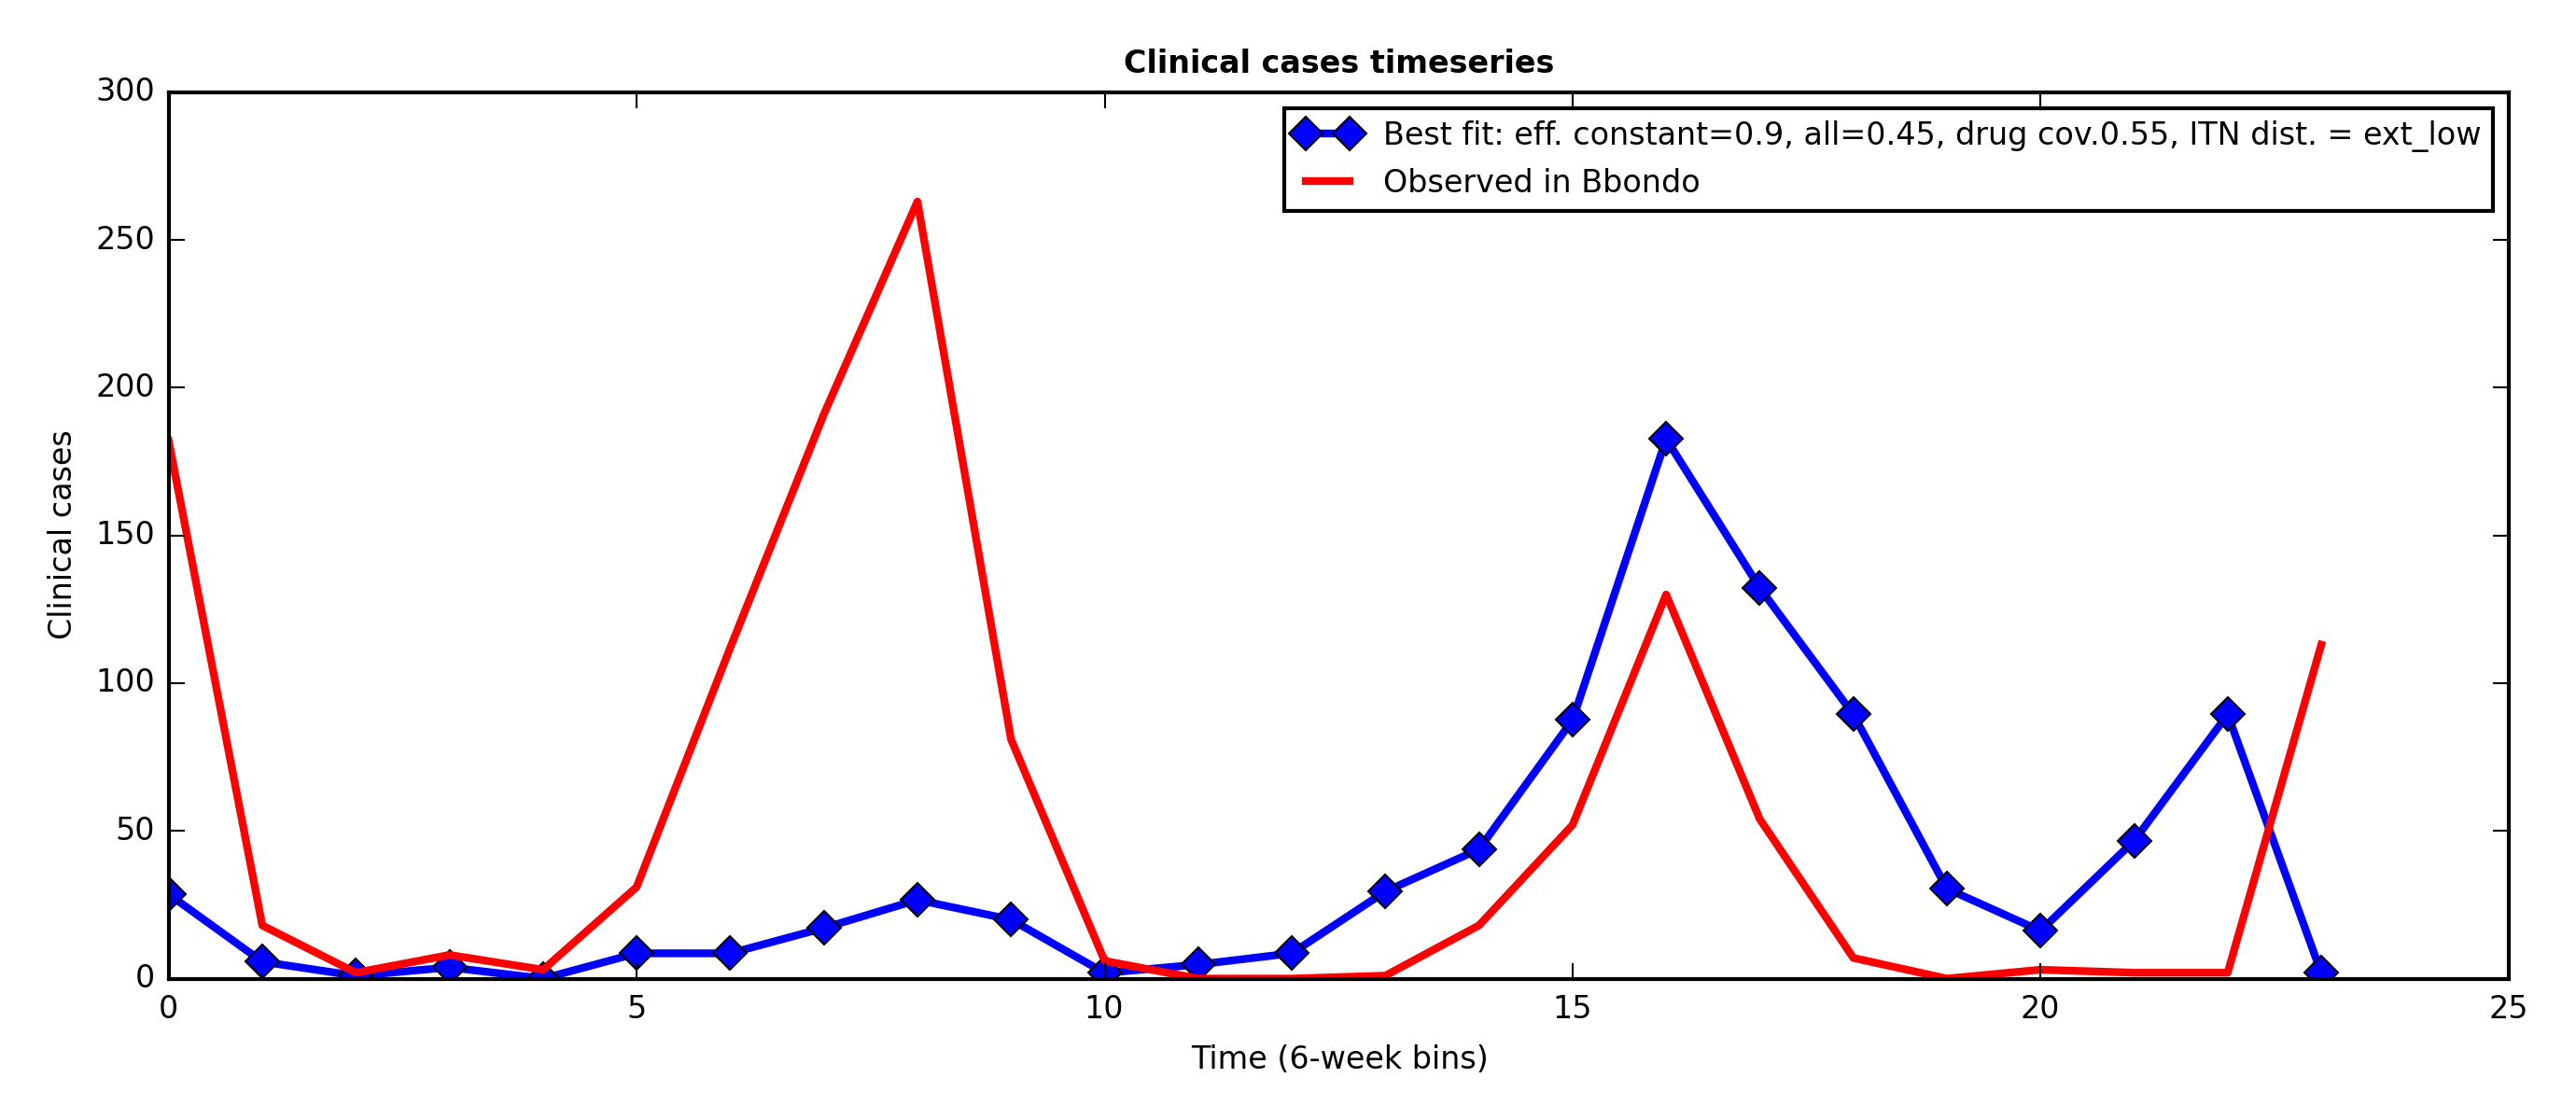 Clinical cases timeseries
300
250
200
150
100
50
0
Clinical cases
Best fit: eff. constant=0.9, all=0.45, drug cov.0.55, ITN dist. = ext_low
Observed in Bbondo
0 5 10 15 20 25
Time (6-week bins)